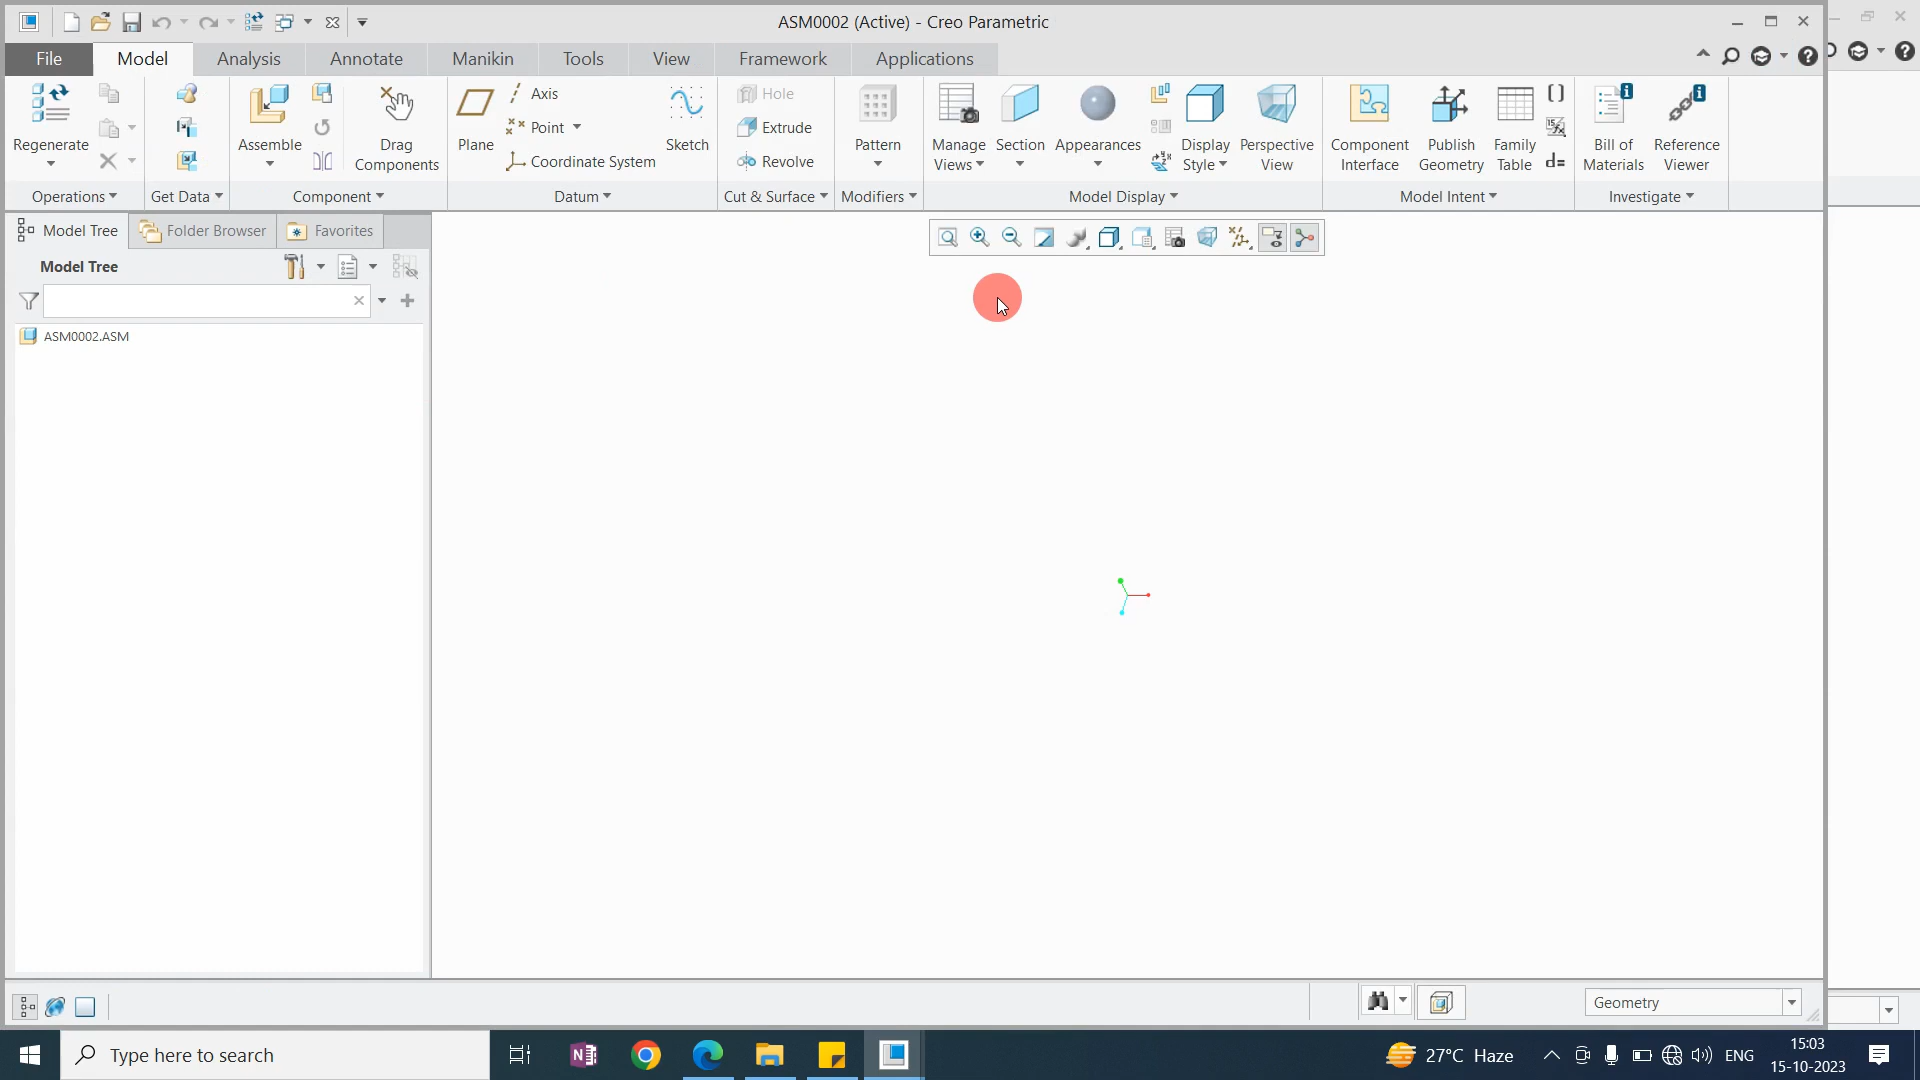 ASM0002 (Active) - Creo Parametric
File Model Analysis Annotate Manikin Tools View Framework Applications
Regenerate
Assemble
Drag
Components
Plane
Axis
Point
Coordinate System
Sketch
Hole
Extrude
Revolve
Pattern
Manage
Views
Section
Appearances
Display
Style
Perspective
View
Component
Interface
Publish
Geometry
Family
Table
d=
Bill of
Materials
Reference
Viewer
Operations Get Data Component Datum Cut & Surface Modifiers Model Display Model Intent Investigate
Model Tree Folder Browser Favorites
Model Tree
ASM0002.ASM
Geometry
Type here to search
27°C Haze
ENG
15:03
15-10-2023